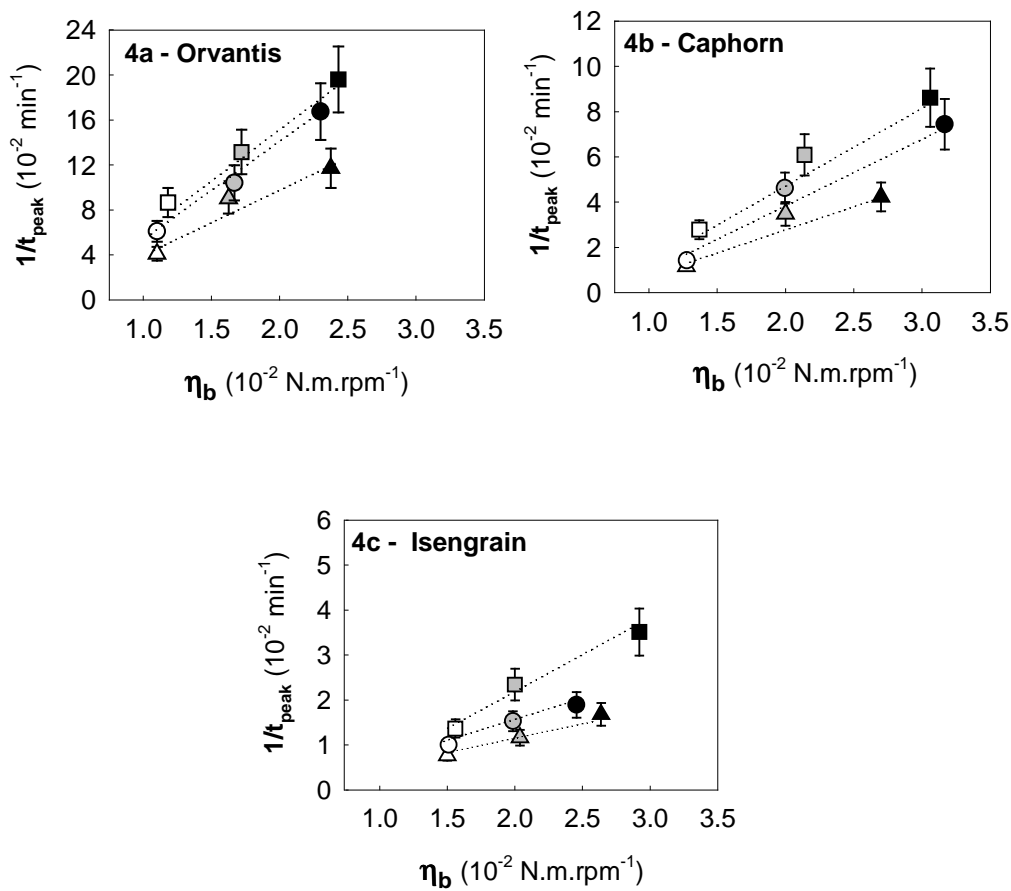 4a - Orvantis
24
20
16
12
8
4
0
1/t_peak (10^-2 min^-1)
1.0 1.5 2.0 2.5 3.0 3.5
η_b (10^-2 N.m.rpm^-1)
4b - Caphorn
12
10
8
6
4
2
0
1/t_peak (10^-2 min^-1)
1.0 1.5 2.0 2.5 3.0 3.5
η_b (10^-2 N.m.rpm^-1)
4c - Isengrain
6
5
4
3
2
1
0
1/t_peak (10^-2 min^-1)
1.0 1.5 2.0 2.5 3.0 3.5
η_b (10^-2 N.m.rpm^-1)